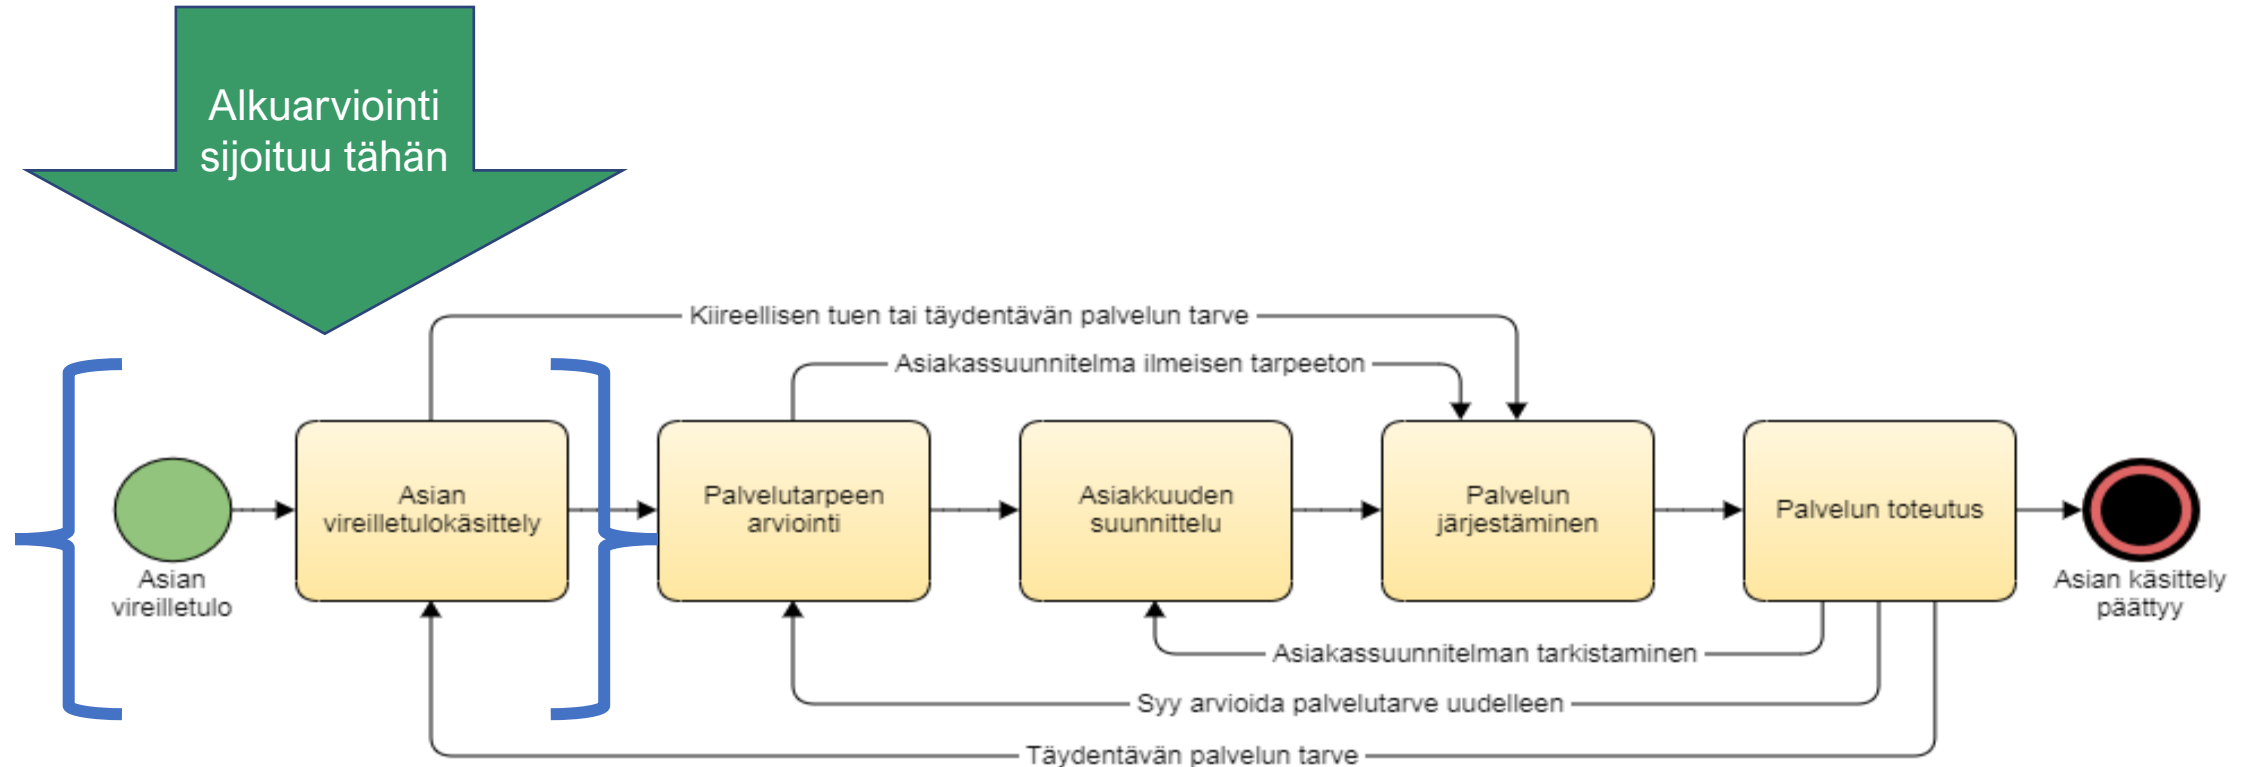 Alkuarviointi
sijoituu tähän
Kiireellisen tuen tai täydentävän palvelun tarve
Asiakassuunnitelma ilmeisen tarpeeton
Asian
vireilletulo
Asian
vireilletulokäsittely
Palvelutarpeen
arviointi
Asiakkuuden
suunnittelu
Palvelun
järjestäminen
Palvelun toteutus
Asian käsittely
päättyy
Asiakassuunnitelman tarkistaminen
Syy arvioida palvelutarve uudelleen
Täydentävän palvelun tarve